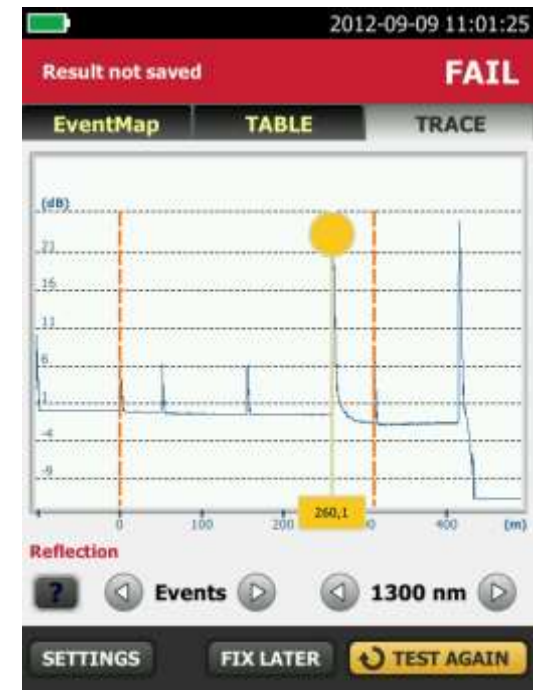 2012-09-09 11:01:25
Result not saved FAIL
EventMap TABLE TRACE
(dB)
21
16
11
6
1
-4
-9
0 100 200 260,1 400 (m)
Reflection
? Events 1300 nm
SETTINGS FIX LATER TEST AGAIN